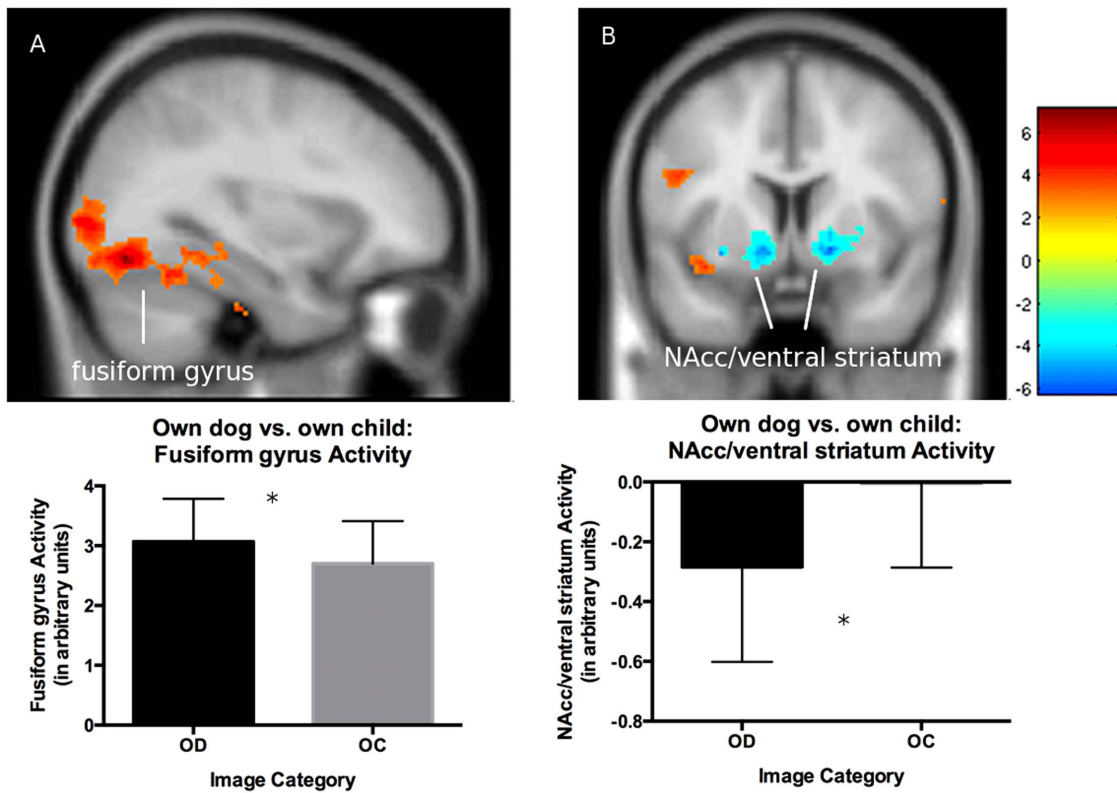 A
fusiform gyrus
B
NAcc/ventral striatum
6
4
2
0
-2
-4
-6
Own dog vs. own child:
Fusiform gyrus Activity
Fusiform gyrus Activity
(in arbitrary units)
4
3
2
1
0
*
OD
OC
Image Category
Own dog vs. own child:
NAcc/ventral striatum Activity
NAcc/ventral striatum Activity
(in arbitrary units)
0.0
-0.2
-0.4
-0.6
-0.8
*
OD
OC
Image Category